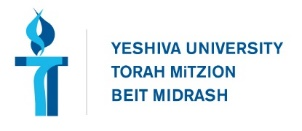 YESHIVA UNIVERSITY
TORAH MiTZION
BEIT MIDRASH